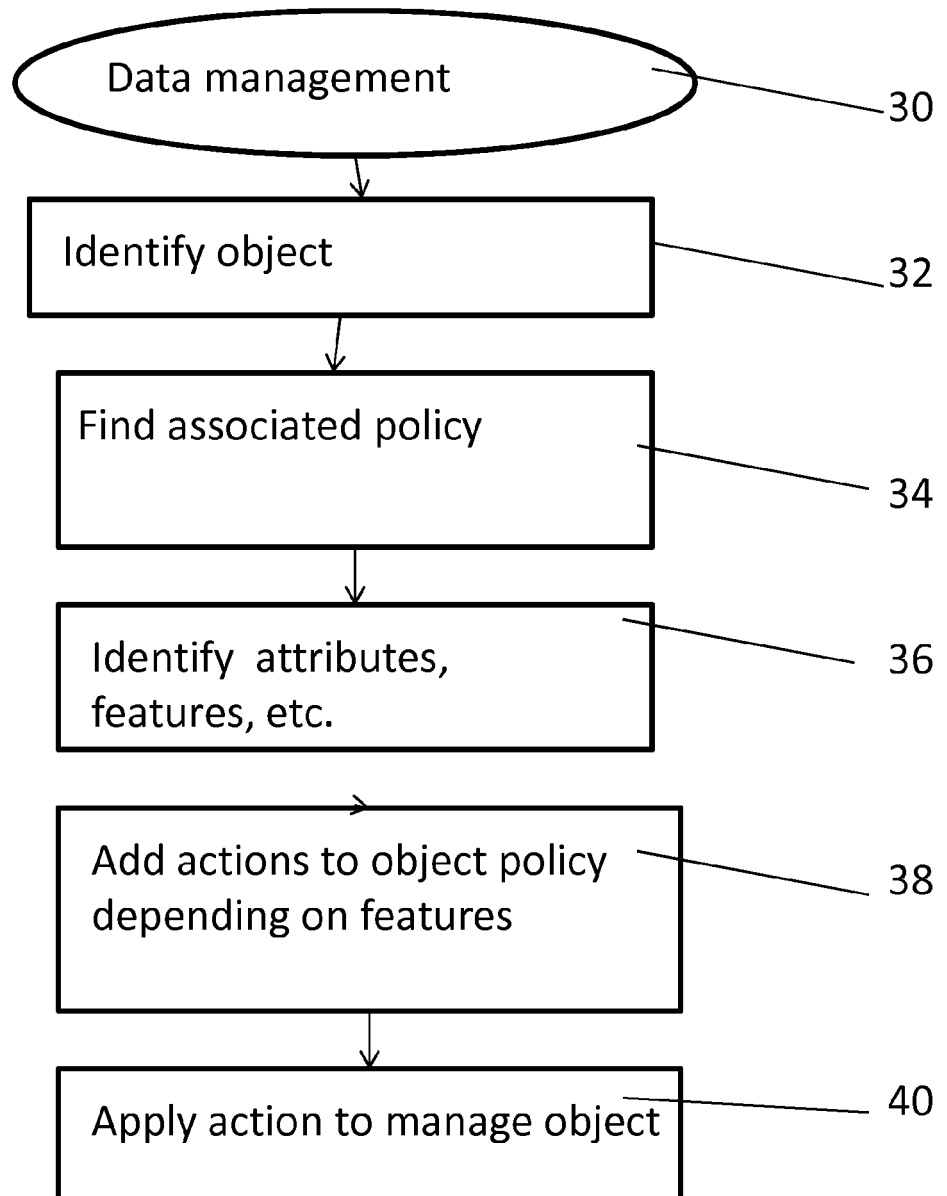 Data management
30
Identify object
32
Find associated policy
34
Identify  attributes,
features, etc.
36
Add actions to object policy
depending on features
38
Apply action to manage object
40